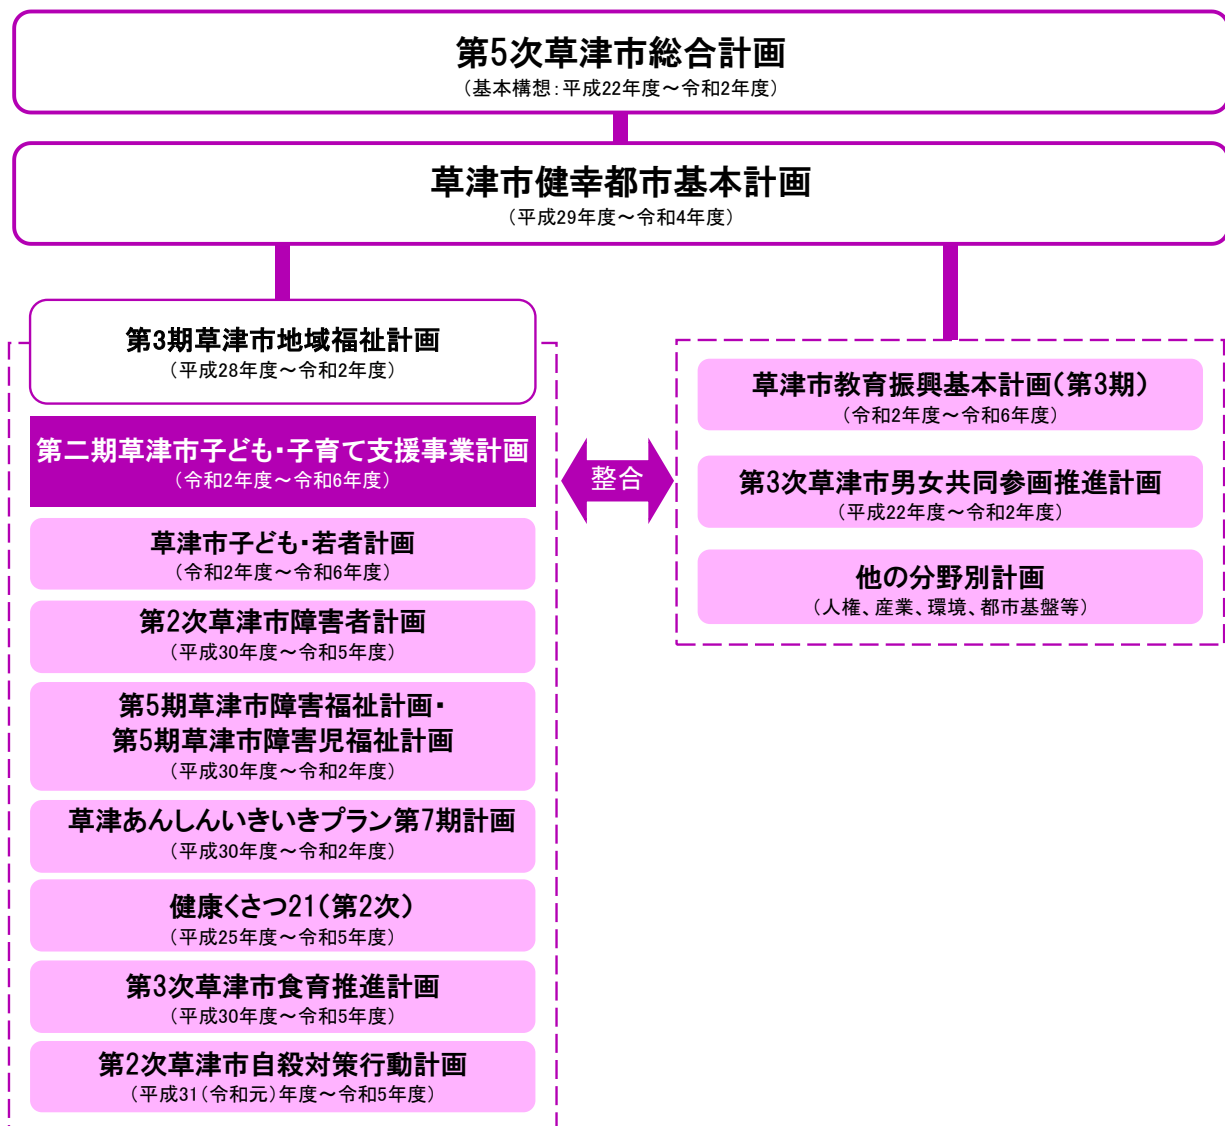 第5次草津市総合計画
（基本構想：平成22年度～令和2年度）
草津市健幸都市基本計画
（平成29年度～令和4年度）
第3期草津市地域福祉計画
（平成28年度～令和2年度）
第二期草津市子ども・子育て支援事業計画
（令和2年度～令和6年度）
草津市子ども・若者計画
（令和2年度～令和6年度）
第2次草津市障害者計画
（平成30年度～令和5年度）
第5期草津市障害福祉計画・
第5期草津市障害児福祉計画
（平成30年度～令和2年度）
草津あんしんいきいきプラン第7期計画
（平成30年度～令和2年度）
健康くさつ21（第2次）
（平成25年度～令和5年度）
第3次草津市食育推進計画
（平成30年度～令和5年度）
第2次草津市自殺対策行動計画
（平成31（令和元）年度～令和5年度）
整合
草津市教育振興基本計画（第3期）
（令和2年度～令和6年度）
第3次草津市男女共同参画推進計画
（平成22年度～令和2年度）
他の分野別計画
（人権、産業、環境、都市基盤等）